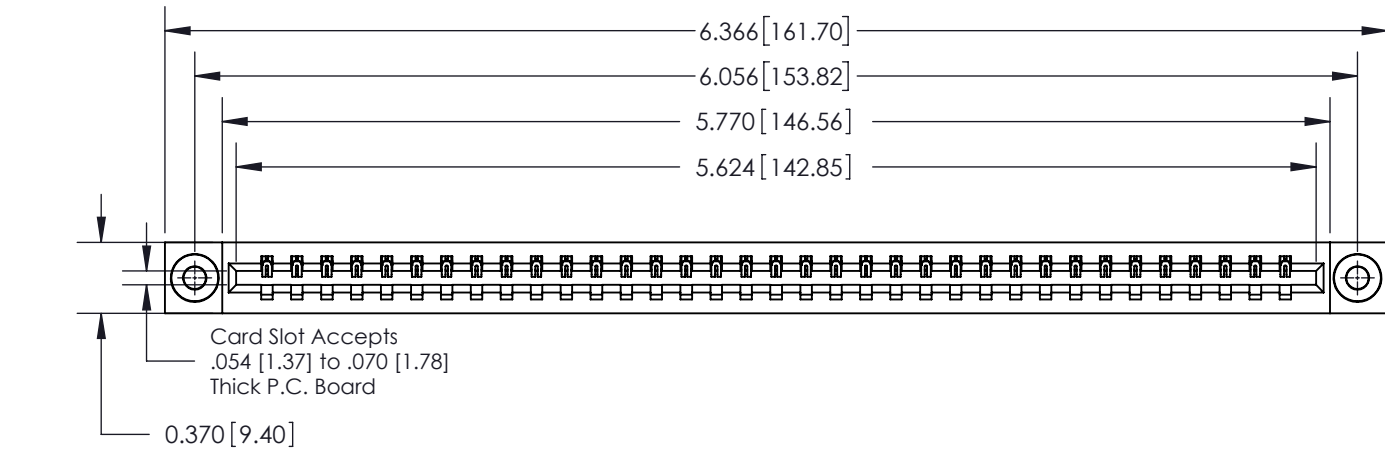 6.366[161.70]
6.056[153.82]
5.770[146.56]
5.624[142.85]
Card Slot Accepts
.054 [1.37] to .070 [1.78]
Thick P.C. Board
0.370[9.40]